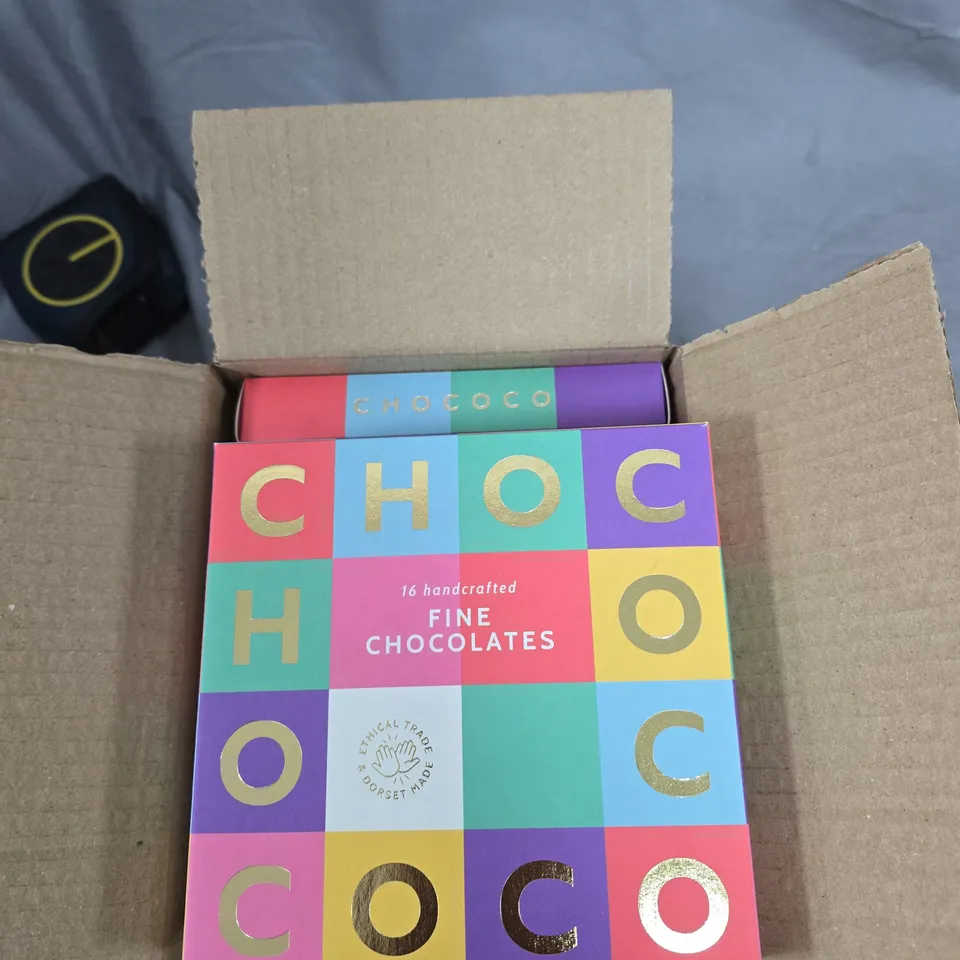 CHOCOCO
CHOC
16 handcrafted
H FINE O
CHOCOLATES
O ETHICAL TRADE & DORSET MADE C
COCO